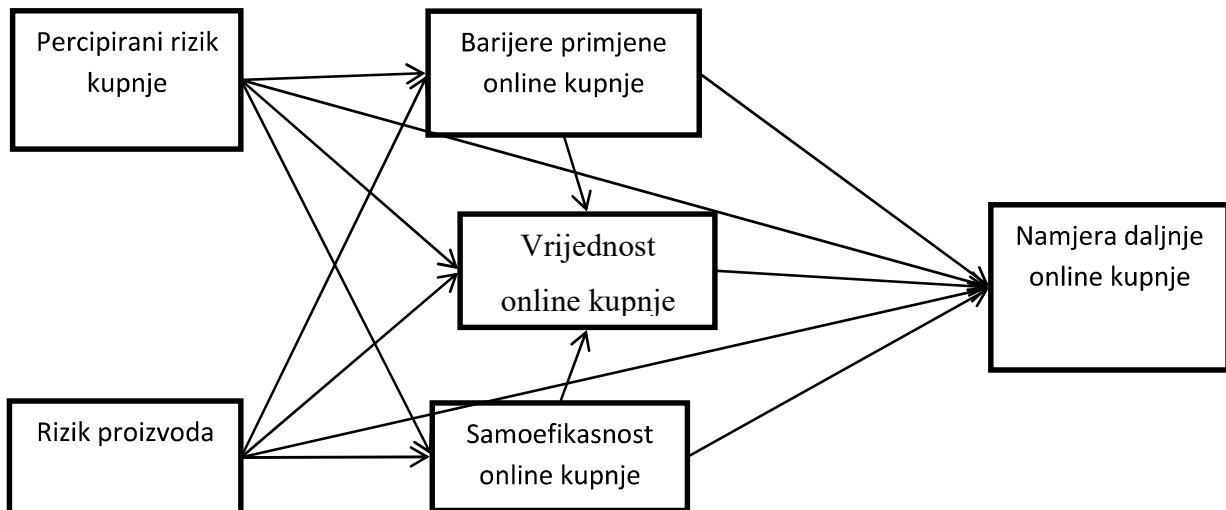 Percipirani rizik
kupnje
Barijere primjene
online kupnje
Vrijednost
online kupnje
Namjera daljnje
online kupnje
Rizik proizvoda
Samoefikasnost
online kupnje